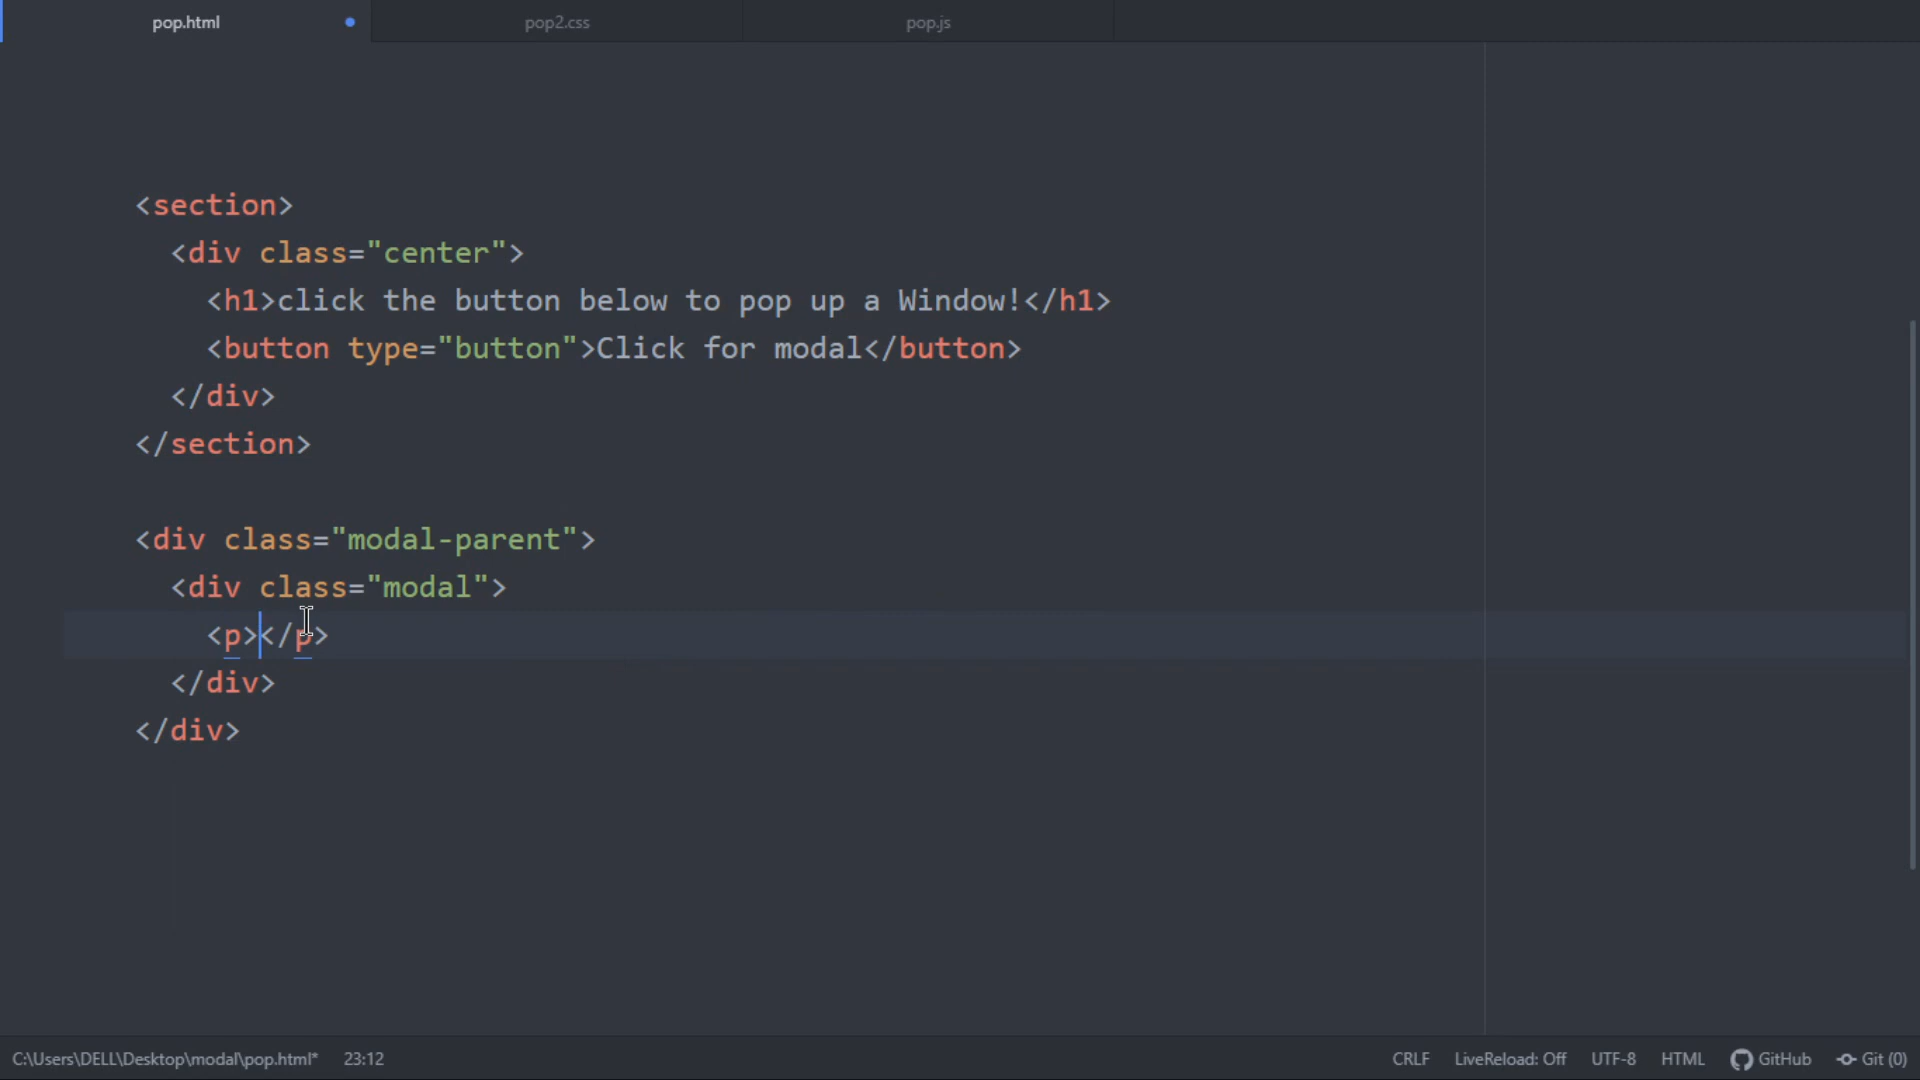 pop.html pop2.css pop.js
<section>
<div class="center">
<h1>click the button below to pop up a Window!</h1>
<button type="button">Click for modal</button>
</div>
</section>
<div class="modal-parent">
<div class="modal">
<p></p>
</div>
</div>
C:\Users\DELL\Desktop\modal\pop.html* 23:12 CRLF LiveReload: Off UTF-8 HTML GitHub Git (0)